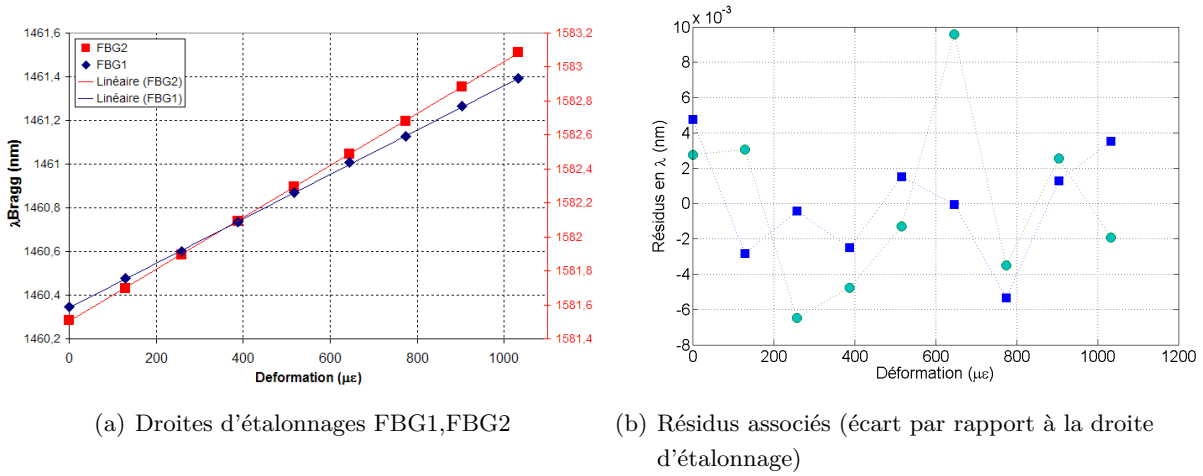 1461,6
1461,4
1461,2
1461
1460,8
1460,6
1460,4
1460,2
λBragg (nm)
FBG2
FBG1
Linéaire (FBG2)
Linéaire (FBG1)
1583,2
1583
1582,8
1582,6
1582,4
1582,2
1582
1581,8
1581,6
1581,4
0 200 400 600 800 1000
Deformation (με)
(a) Droites d'étalonnages FBG1,FBG2
10 x 10⁻³
8
6
4
2
0
-2
-4
-6
-8
Résidus en λ (nm)
0 200 400 600 800 1000 1200
Déformation (με)
(b) Résidus associés (écart par rapport à la droite
d'étalonnage)